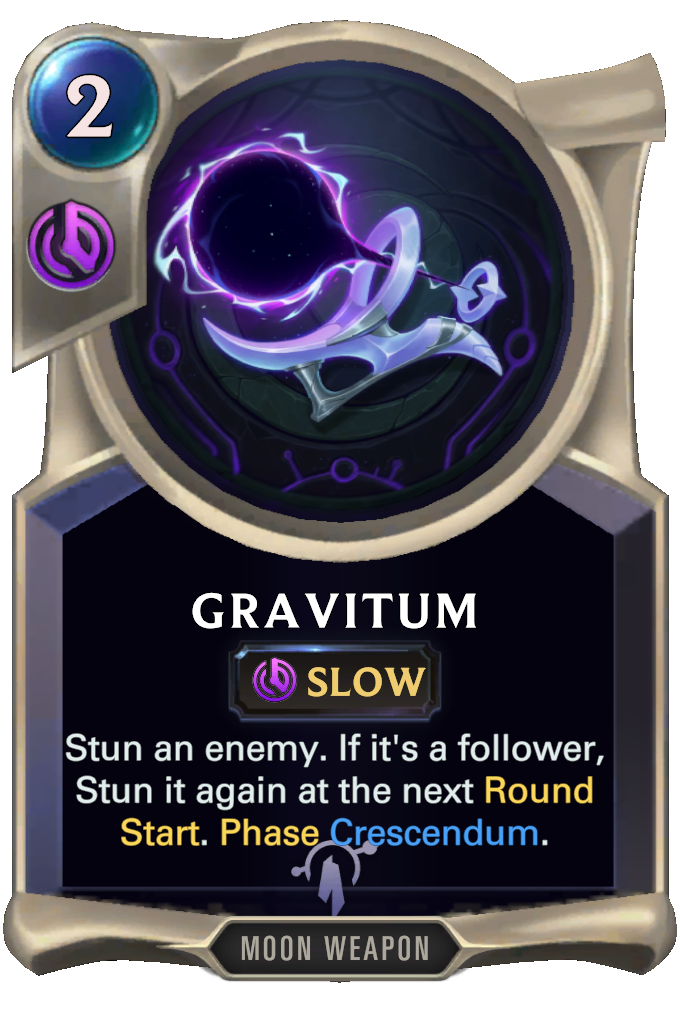 2
GRAVITUM
SLOW
Stun an enemy. If it's a follower,
Stun it again at the next Round
Start. Phase Crescendum.
MOON WEAPON